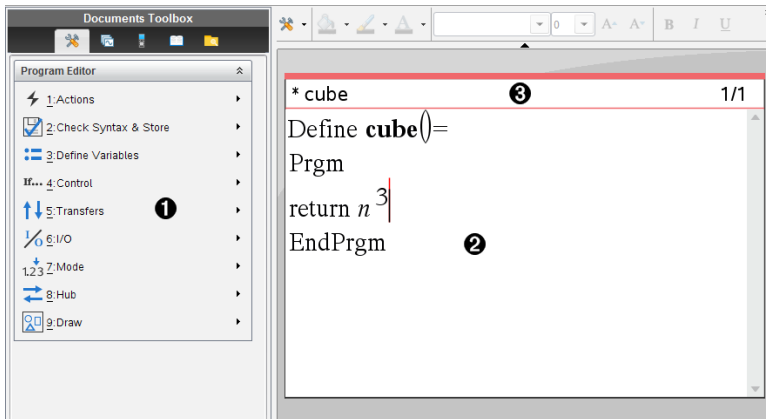 Documents Toolbox
0 A A B I U
Program Editor
1:Actions
2:Check Syntax & Store
3:Define Variables
If... 4:Control
5:Transfers ❶
I/O 6:I/O
1.23 7:Mode
8:Hub
9:Draw
* cube ❸ 1/1
Define cube()=
Prgm
return n³
EndPrgm ❷